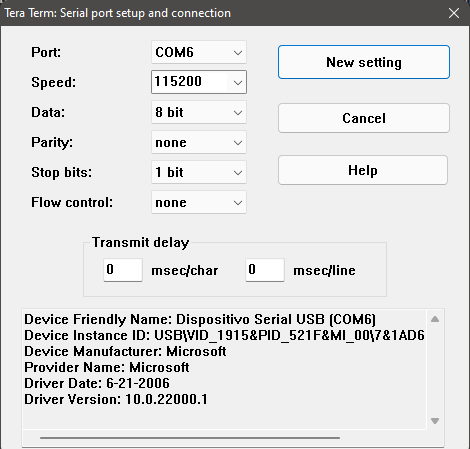 Tera Term: Serial port setup and connection
Port: COM6
New setting
Speed: 115200
Data: 8 bit
Cancel
Parity: none
Stop bits: 1 bit
Help
Flow control: none
Transmit delay
0 msec/char 0 msec/line
Device Friendly Name: Dispositivo Serial USB (COM6)
Device Instance ID: USB\VID_1915&PID_521F&MI_00\7&1AD6
Device Manufacturer: Microsoft
Provider Name: Microsoft
Driver Date: 6-21-2006
Driver Version: 10.0.22000.1